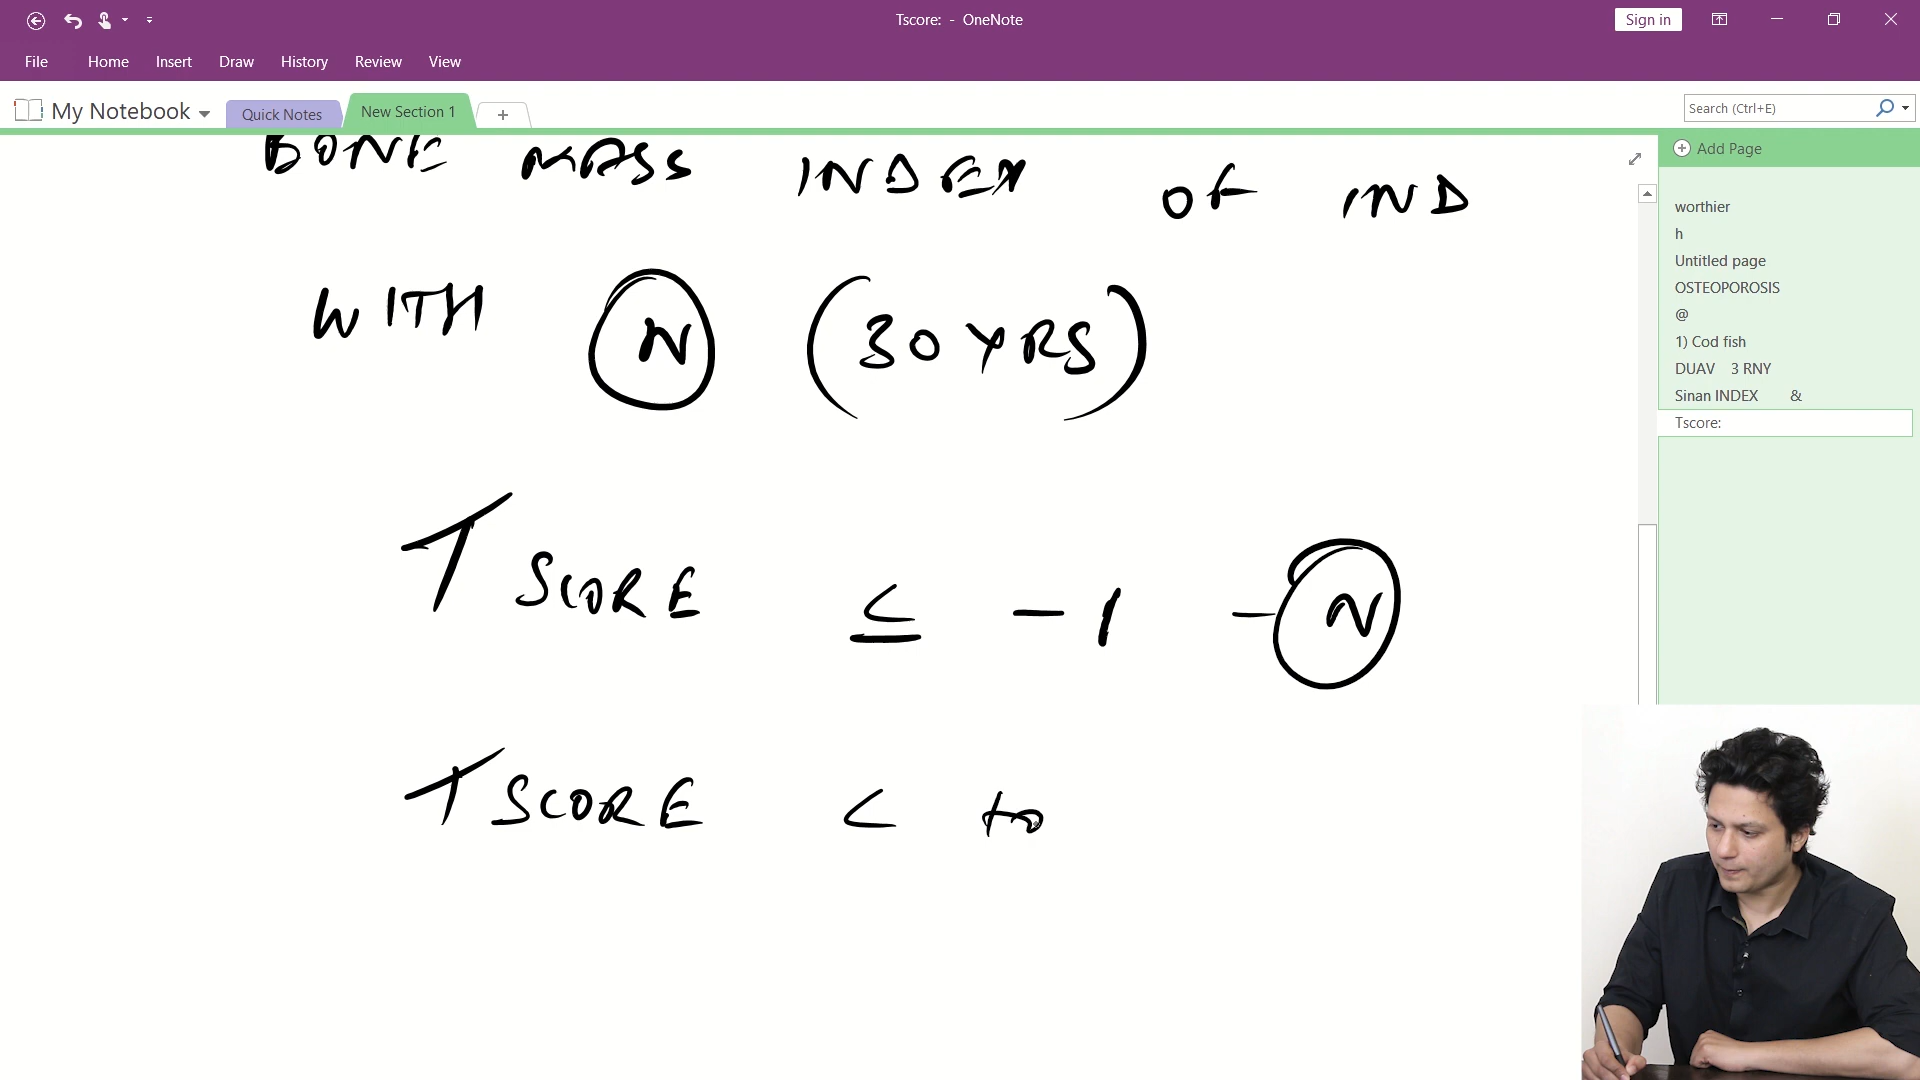 Tscore: - OneNote
Sign in
File Home Insert Draw History Review View
My Notebook Quick Notes New Section 1 +
Search (Ctrl+E)
Add Page
BONE MASS INDEX OF IND
WITH N (30 YRS)
T SCORE ≤ -1 - N
T SCORE < to
worthier
h
Untitled page
OSTEOPOROSIS
@
1) Cod fish
DUAV 3 RNY
Sinan INDEX &
Tscore: